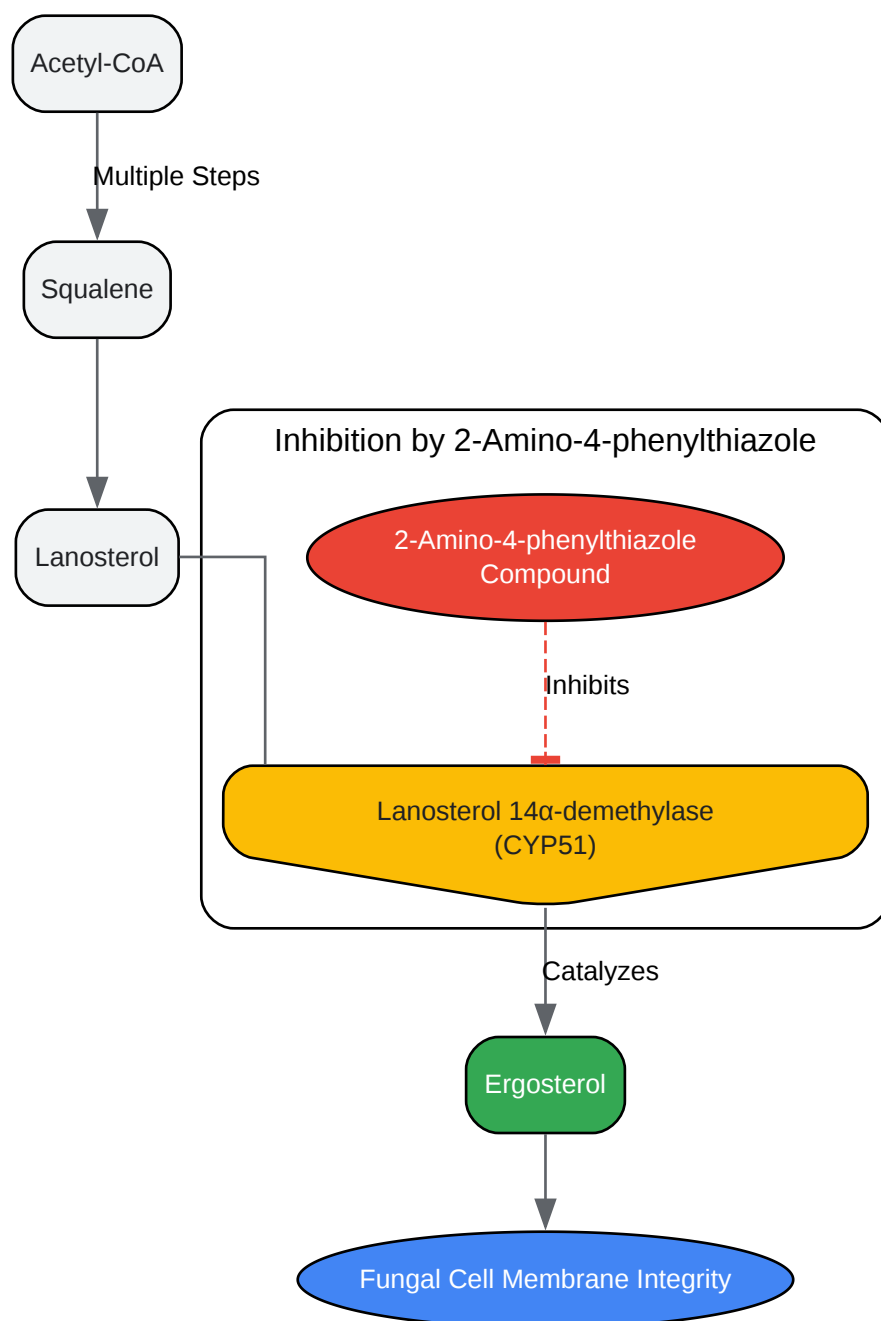 Acetyl-CoA
Multiple Steps
Squalene
Inhibition by 2-Amino-4-phenylthiazole
2-Amino-4-phenylthiazole
Compound
Lanosterol
Inhibits
Lanosterol 14α-demethylase
(CYP51)
Catalyzes
Ergosterol
Fungal Cell Membrane Integrity